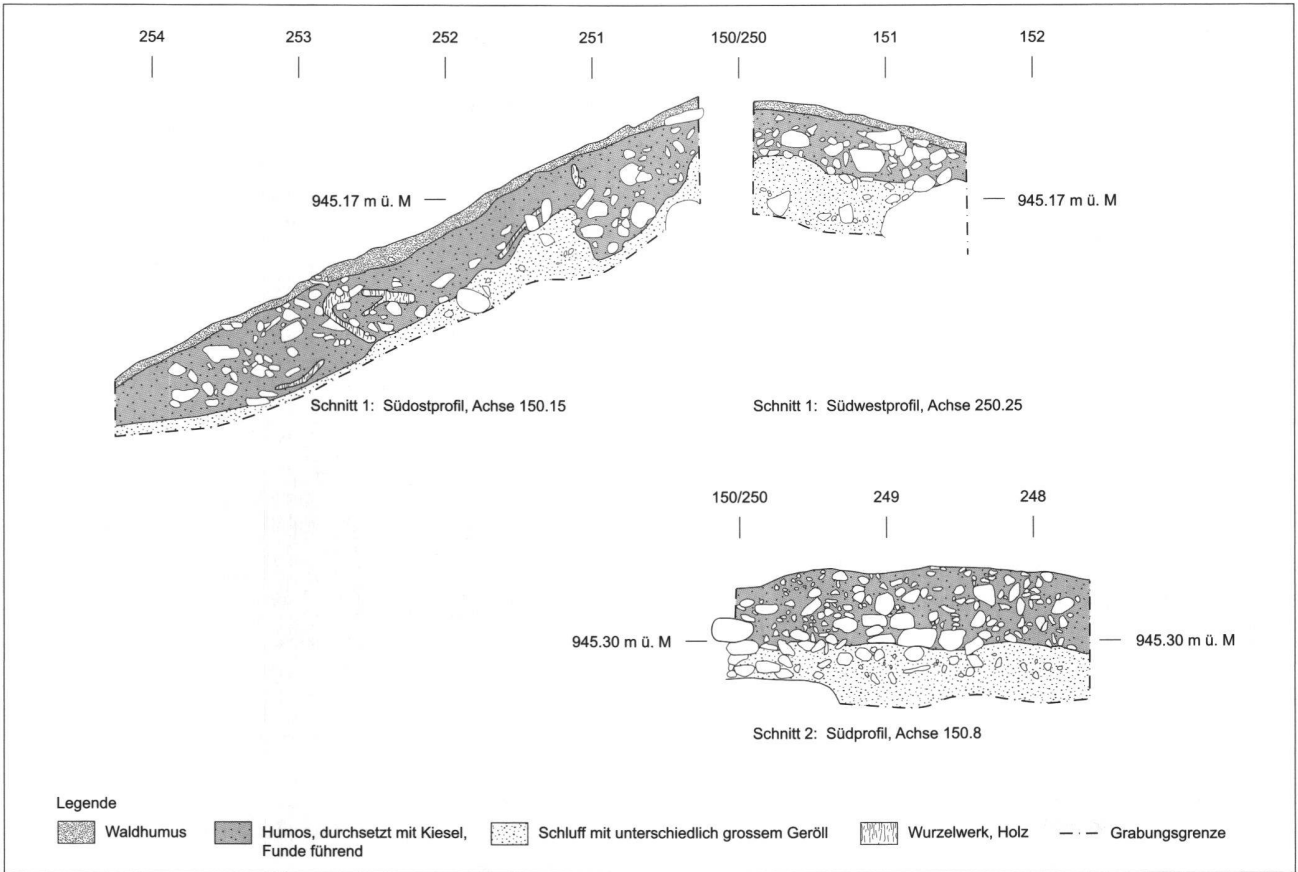 254 253 252 251 150/250 151 152
945.17 m ü. M
945.17 m ü. M
Schnitt 1: Südostprofil, Achse 150.15
Schnitt 1: Südwestprofil, Achse 250.25
150/250 249 248
945.30 m ü. M
945.30 m ü. M
Schnitt 2: Südprofil, Achse 150.8
Legende
Waldhumus
Humos, durchsetzt mit Kiesel,
Funde führend
Schluff mit unterschiedlich grossem Geröll
Wurzelwerk, Holz
Grabungsgrenze